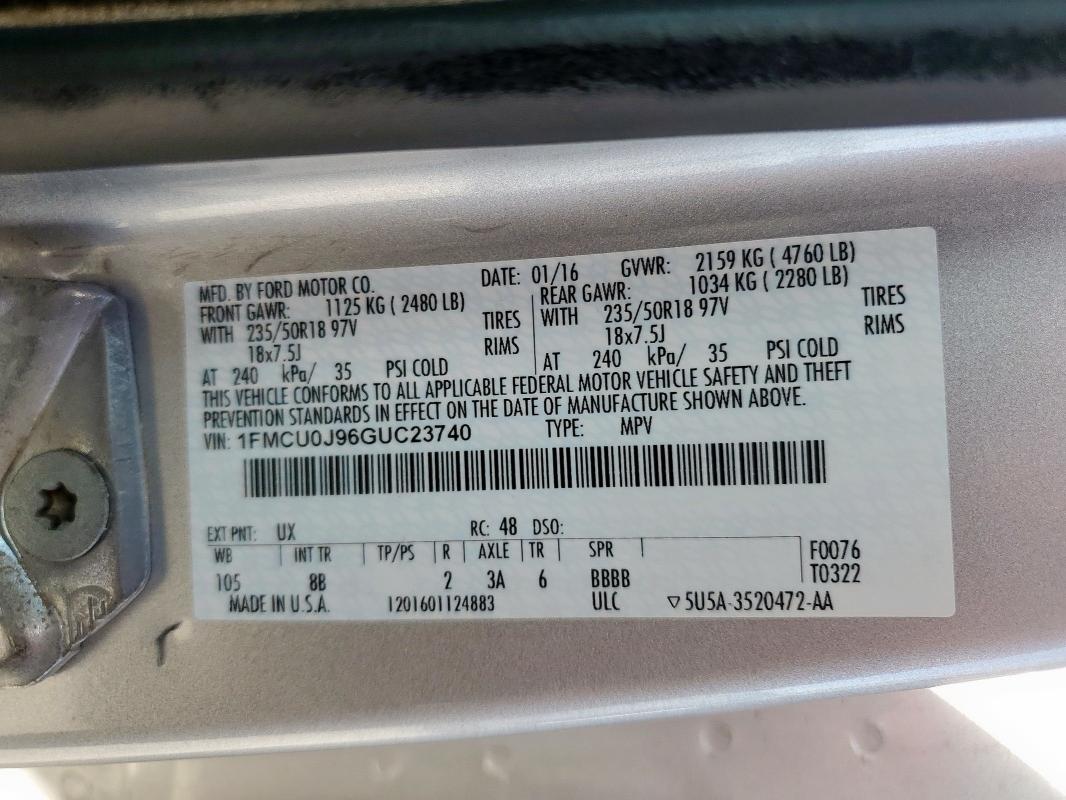 MFD. BY FORD MOTOR CO. DATE: 01/16 GVWR: 2159 KG ( 4760 LB)
FRONT GAWR: 1125 KG ( 2480 LB) REAR GAWR: 1034 KG ( 2280 LB)
WITH 235/50R18 97V TIRES WITH 235/50R18 97V TIRES
18x7.5J RIMS 18x7.5J RIMS
AT 240 kPa/ 35 PSI COLD AT 240 kPa/ 35 PSI COLD
THIS VEHICLE CONFORMS TO ALL APPLICABLE FEDERAL MOTOR VEHICLE SAFETY AND THEFT
PREVENTION STANDARDS IN EFFECT ON THE DATE OF MANUFACTURE SHOWN ABOVE.
VIN: 1FMCU0J96GUC23740 TYPE: MPV
EXT PNT: UX RC: 48 DSO:
WB INT TR TP/PS R AXLE TR SPR F0076
105 8B 2 3A 6 BBBB T0322
MADE IN U.S.A. 1201601124883 ULC ▽5U5A-3520472-AA